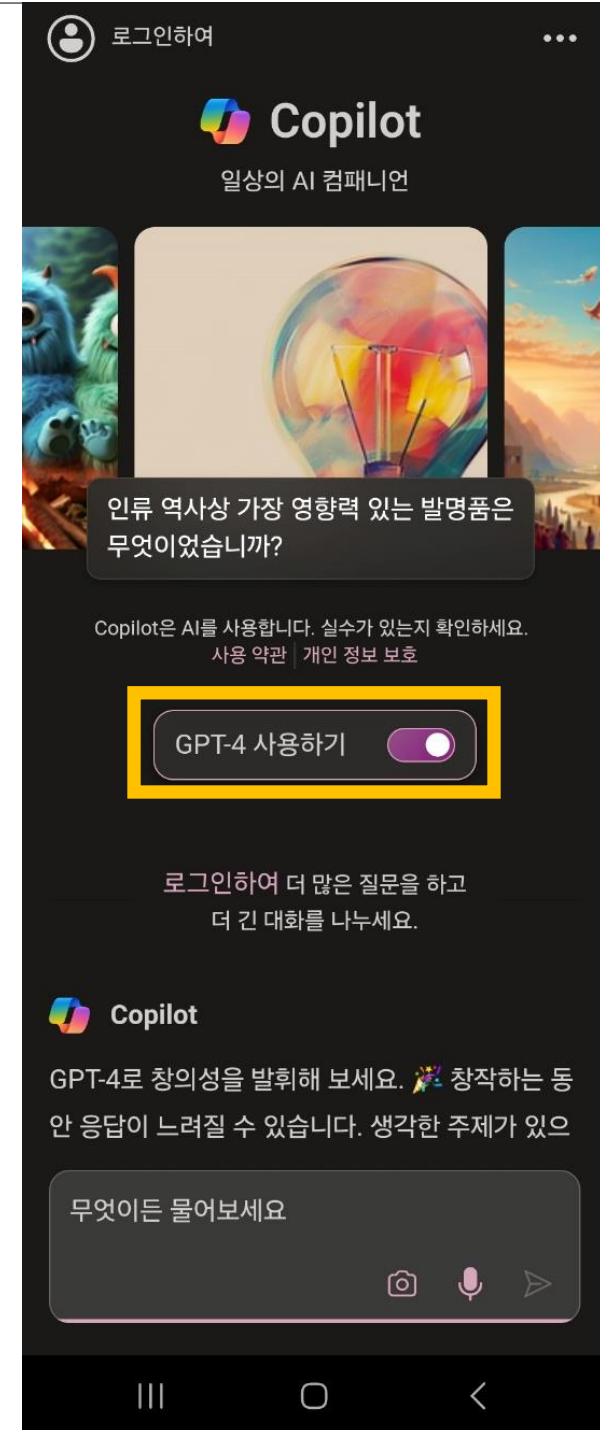 로그인하여
Copilot
일상의 AI 컴패니언
인류 역사상 가장 영향력 있는 발명품은
무엇이었습니까?
Copilot은 AI를 사용합니다. 실수가 있는지 확인하세요.
사용 약관 | 개인 정보 보호
GPT-4 사용하기
로그인하여 더 많은 질문을 하고
더 긴 대화를 나누세요.
Copilot
GPT-4로 창의성을 발휘해 보세요. 🎉 창작하는 동
안 응답이 느려질 수 있습니다. 생각한 주제가 있으
무엇이든 물어보세요